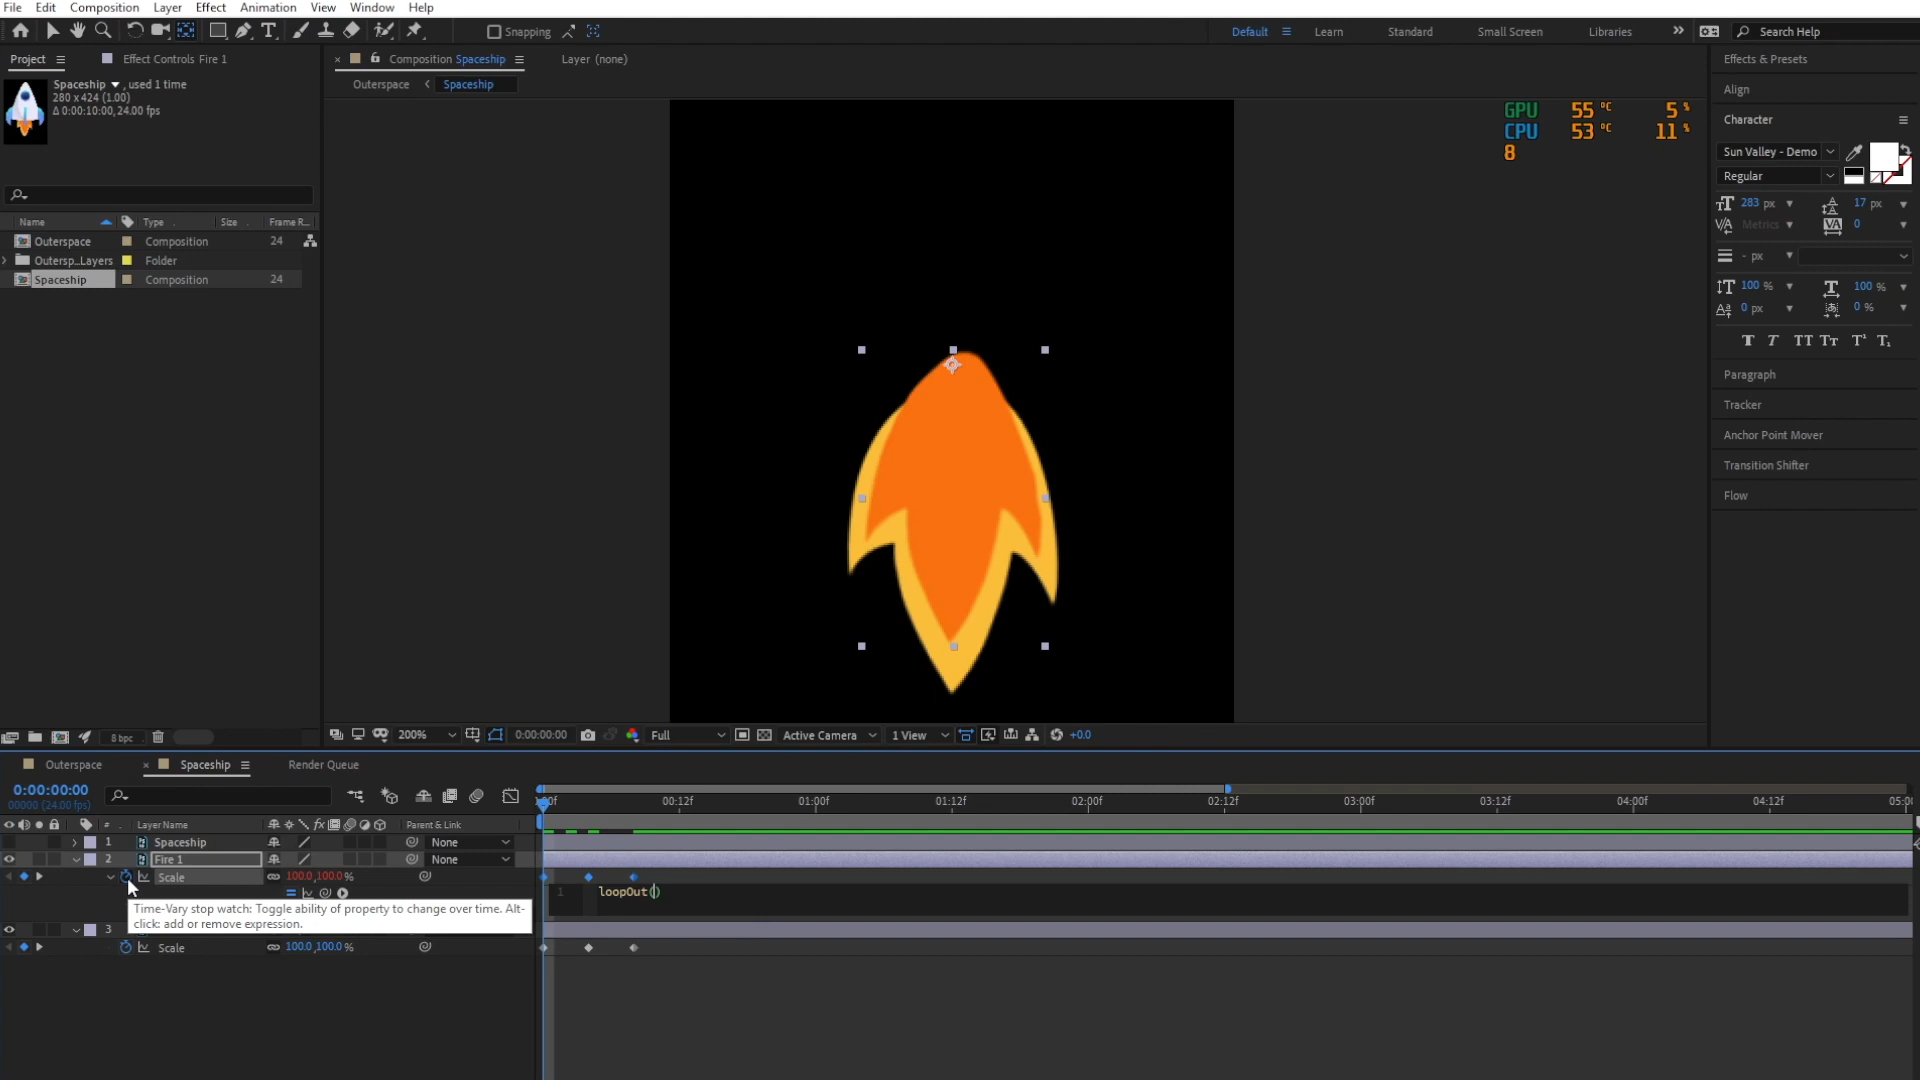 File Edit Composition Layer Effect Animation View Window Help
Snapping Default Learn Standard Small Screen Libraries Search Help
Project Effect Controls Fire 1 Composition Spaceship Layer (none) Effects & Presets
Spaceship , used 1 time
280 x 424 (1.00)
Δ 0:00:10:00, 24.00 fps
Outerspace Spaceship
Align
GPU 55 °C 5 %
CPU 53 °C 11 %
8
Character
Sun Valley - Demo
Regular
283 px 17 px
Metrics 0
- px
100 % 100 %
0 px 0 %
T T TT Tt T¹ T₁
Paragraph
Tracker
Anchor Point Mover
Transition Shifter
Flow
Name Type Size Frame R...
Outerspace Composition 24
Outersp...Layers Folder
Spaceship Composition 24
8 bpc 200% 0:00:00:00 Full Active Camera 1 View +0.0
Outerspace Spaceship Render Queue
0:00:00:00
00000 (24.00 fps)
00:12f 01:00f 01:12f 02:00f 02:12f 03:00f 03:12f 04:00f 04:12f
# Layer Name Parent & Link
1 Spaceship None
2 Fire 1 None
Scale 100.0,100.0%
1 loopOut()
Time-Vary stop watch: Toggle ability of property to change over time. Alt-
click: add or remove expression.
3
Scale 100.0,100.0%